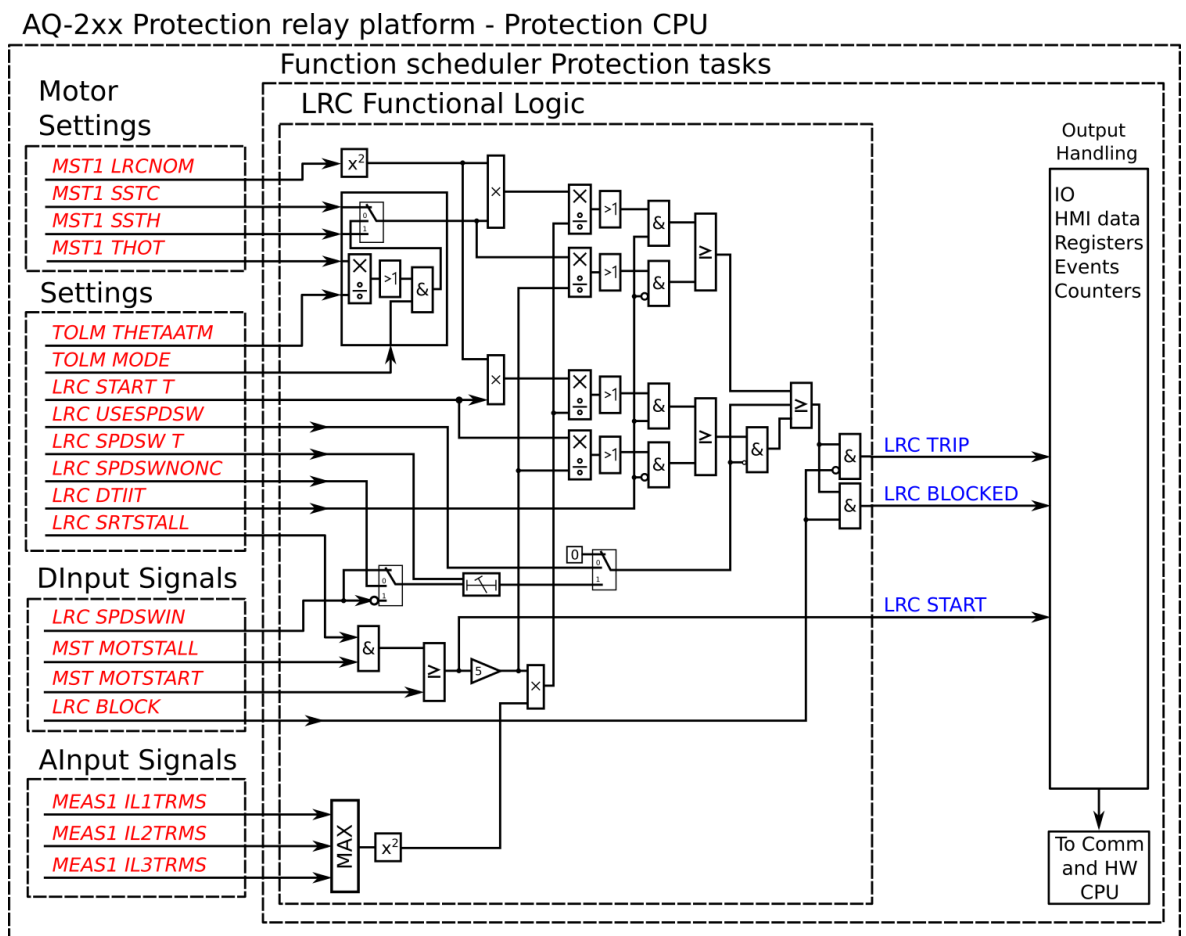 AQ-2xx Protection relay platform - Protection CPU
Function scheduler Protection tasks
LRC Functional Logic
Motor
Settings
MST1 LRCNOM
MST1 SSTC
MST1 SSTH
MST1 THOT
Settings
TOLM THETAATM
TOLM MODE
LRC START T
LRC USESPDSW
LRC SPDSW T
LRC SPDSWNONC
LRC DTIIT
LRC SRTSTALL
DInput Signals
LRC SPDSWIN
MST MOTSTALL
MST MOTSTART
LRC BLOCK
AInput Signals
MEAS1 IL1TRMS
MEAS1 IL2TRMS
MEAS1 IL3TRMS
x²
0
1
×
÷
>1
&
×
×
÷
>1
&
×
÷
>1
&
≥
×
×
÷
>1
&
×
÷
>1
&
≥
&
≥
&
&
0
0
1
0
1
&
≥
5
×
MAX
x²
LRC TRIP
LRC BLOCKED
LRC START
Output
Handling
IO
HMI data
Registers
Events
Counters
To Comm
and HW
CPU